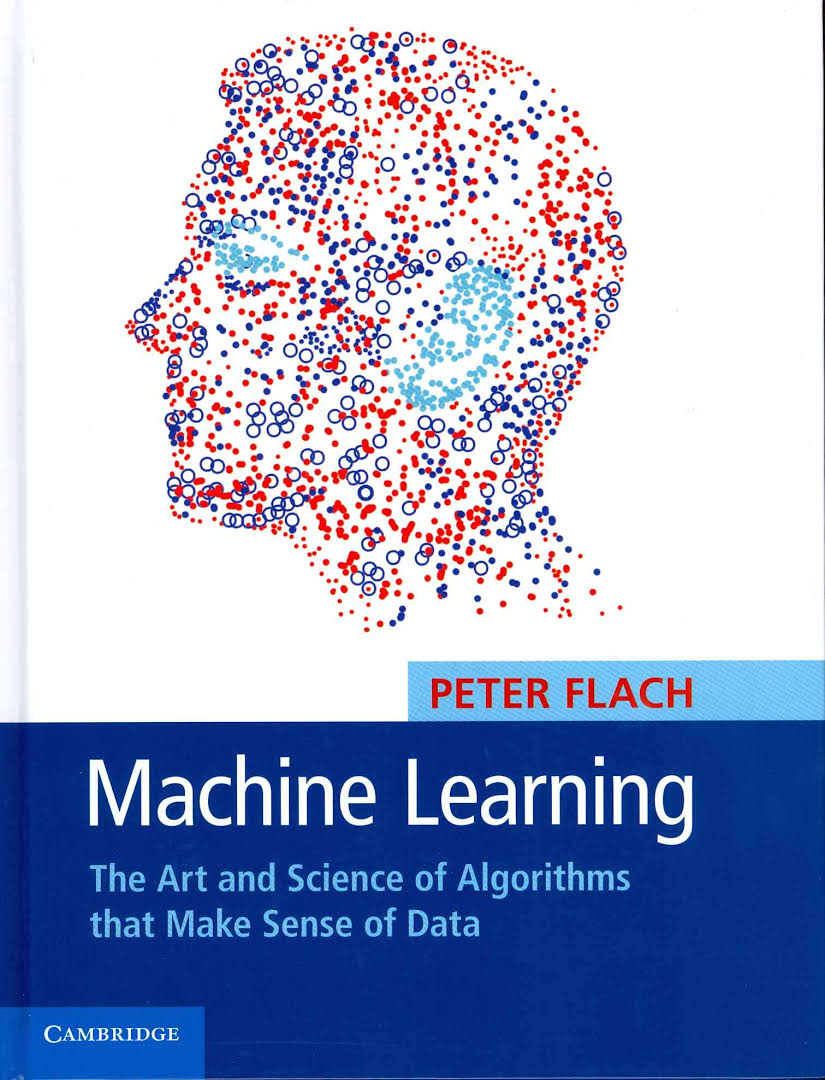 PETER FLACH
Machine Learning
The Art and Science of Algorithms
that Make Sense of Data
CAMBRIDGE